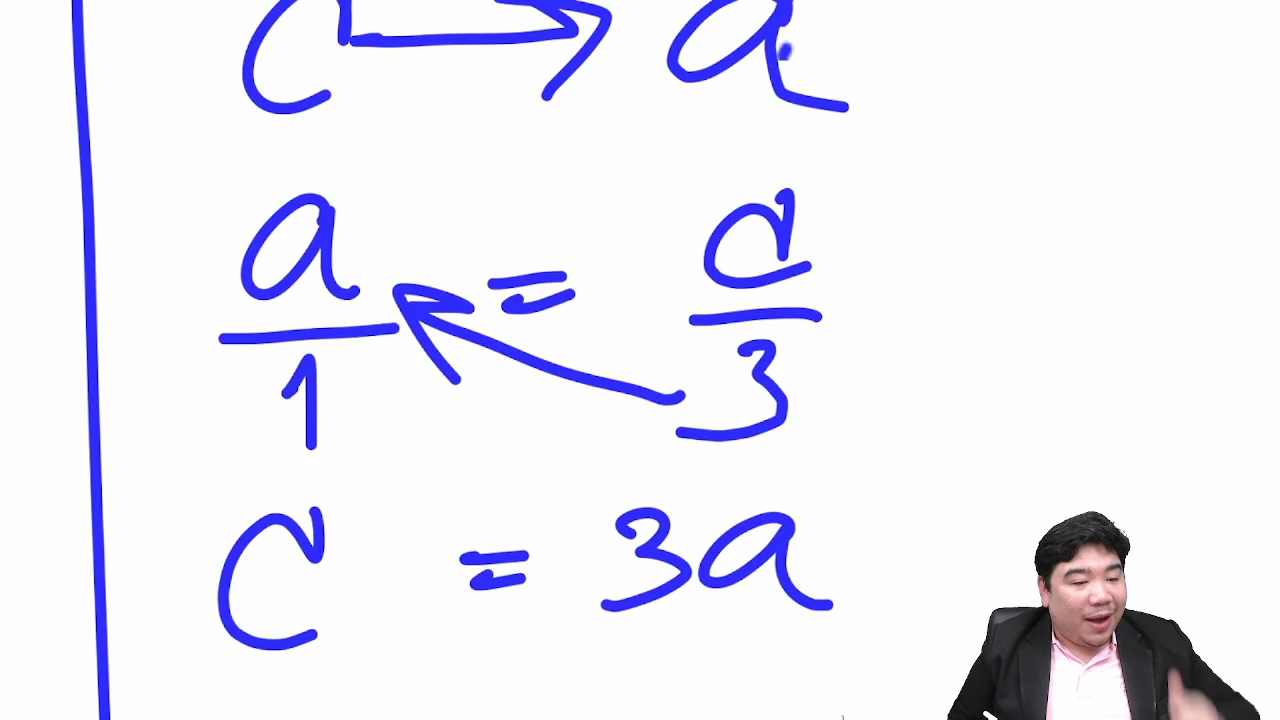 c → a
a/1 = c/3
c = 3a